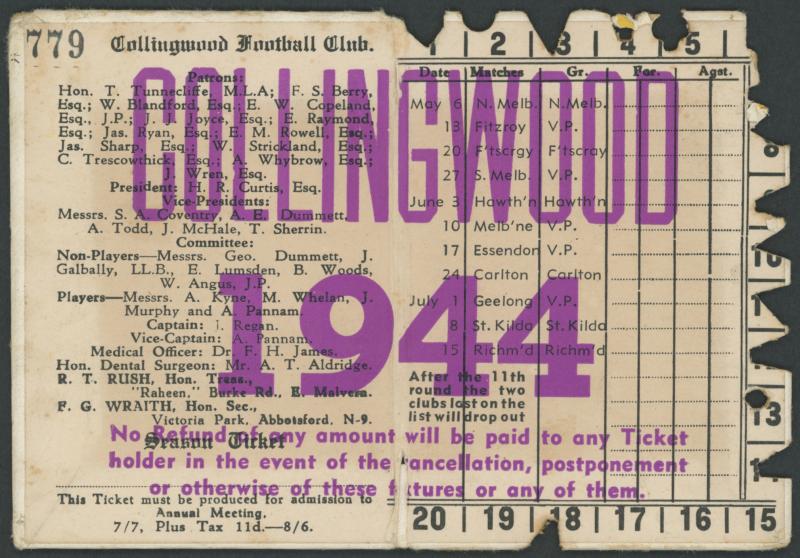 779 Collingwood Football Club.
Patrons:
Hon. T. Tunnecliffe, M.L.A; F. S. Berry,
Esq.; W. Blandford, Esq.; E. W. Copeland,
Esq., J.P.; J. J. Joyce, Esq.; E. Raymond,
Esq.; Jas. Ryan, Esq.; E. M. Rowell, Esq.;
Jas. Sharp, Esq.; W. Strickland, Esq.;
C. Trescowthick, Esq.; A. Whybrow, Esq.;
J. Wren, Esq.
President: H. R. Curtis, Esq.
Vice-Presidents:
Messrs. S. A. Coventry, A. E. Dummett.
A. Todd, J. McHale, T. Sherrin.
Committee:
Non-Players—Messrs. Geo. Dummett, J.
Galbally, LL.B., E. Lumsden, B. Woods,
W. Angus, J.P.
Players—Messrs. A. Kyne, M. Whelan, J.
Murphy and A. Pannam.
Captain: J. Regan.
Vice-Captain: A. Pannam.
Medical Officer: Dr. F. H. James.
Hon. Dental Surgeon: Mr. A. T. Aldridge.
R. T. RUSH, Hon. Treas.,
"Raheen," Burke Rd., E. Malvern.
F. G. WRAITH, Hon. Sec.,
Victoria Park, Abbotsford, N-9.
Season Ticket
This Ticket must be produced for admission to
Annual Meeting.
7/7, Plus Tax 11d.—8/6.
COLLINGWOOD
1944
No Refund of any amount will be paid to any Ticket
holder in the event of the cancellation, postponement
or otherwise of these fixtures or any of them.
1 2 3 4 5
Date Matches Gr. For. Agst.
May 6 N. Melb. N. Melb.
13 Fitzroy V.P.
20 F'tscrgy F'tscray
27 S. Melb. V.P.
June 3 Hawth'n Hawth'n
10 Melb'ne V.P.
17 Essendon V.P.
24 Carlton Carlton
July 1 Geelong V.P.
8 St. Kilda St. Kilda
15 Richm'd Richm'd
After the 11th
round the two
clubs last on the
list will drop out
13
20 19 18 17 16 15